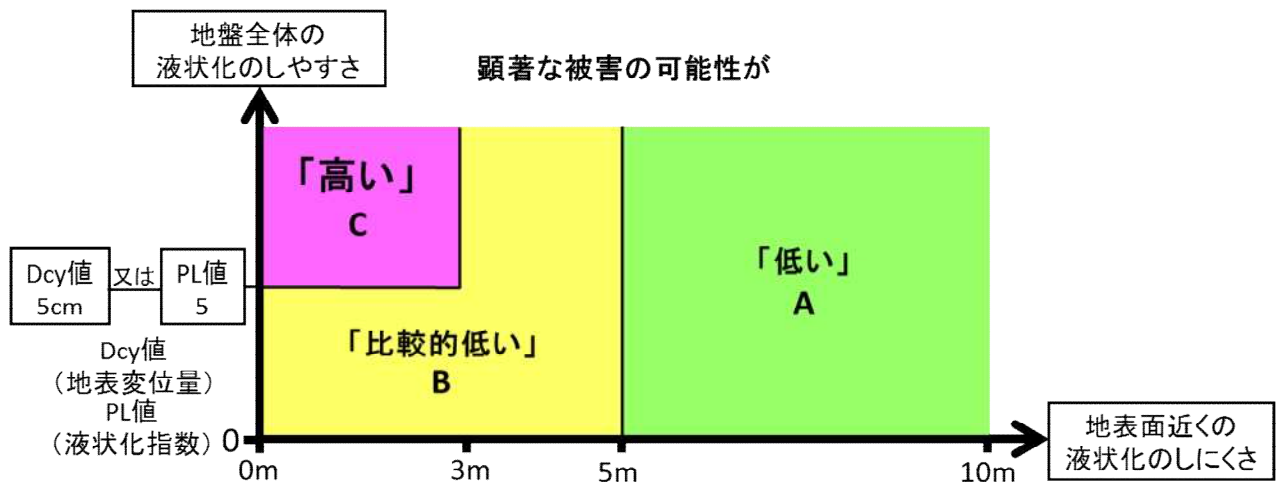 地盤全体の
液状化のしやすさ
顕著な被害の可能性が
「高い」
C
Dcy値
5cm
又は
PL値
5
「低い」
A
「比較的低い」
B
Dcy値
（地表変位量）
PL値
（液状化指数）
0
0m
3m
5m
10m
地表面近くの
液状化のしにくさ